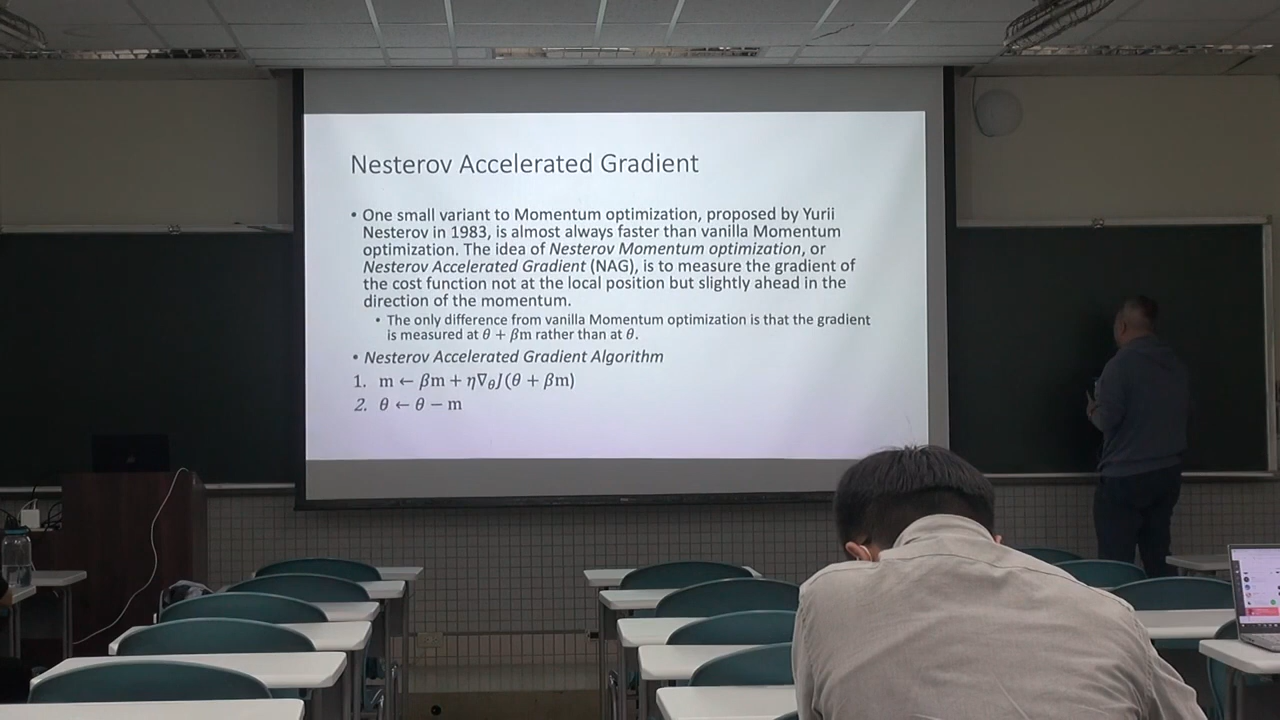 Nesterov Accelerated Gradient
• One small variant to Momentum optimization, proposed by Yurii
Nesterov in 1983, is almost always faster than vanilla Momentum
optimization. The idea of Nesterov Momentum optimization, or
Nesterov Accelerated Gradient (NAG), is to measure the gradient of
the cost function not at the local position but slightly ahead in the
direction of the momentum.
• The only difference from vanilla Momentum optimization is that the gradient
is measured at θ + βm rather than at θ.
• Nesterov Accelerated Gradient Algorithm
1. m ← βm + η∇θJ(θ + βm)
2. θ ← θ − m